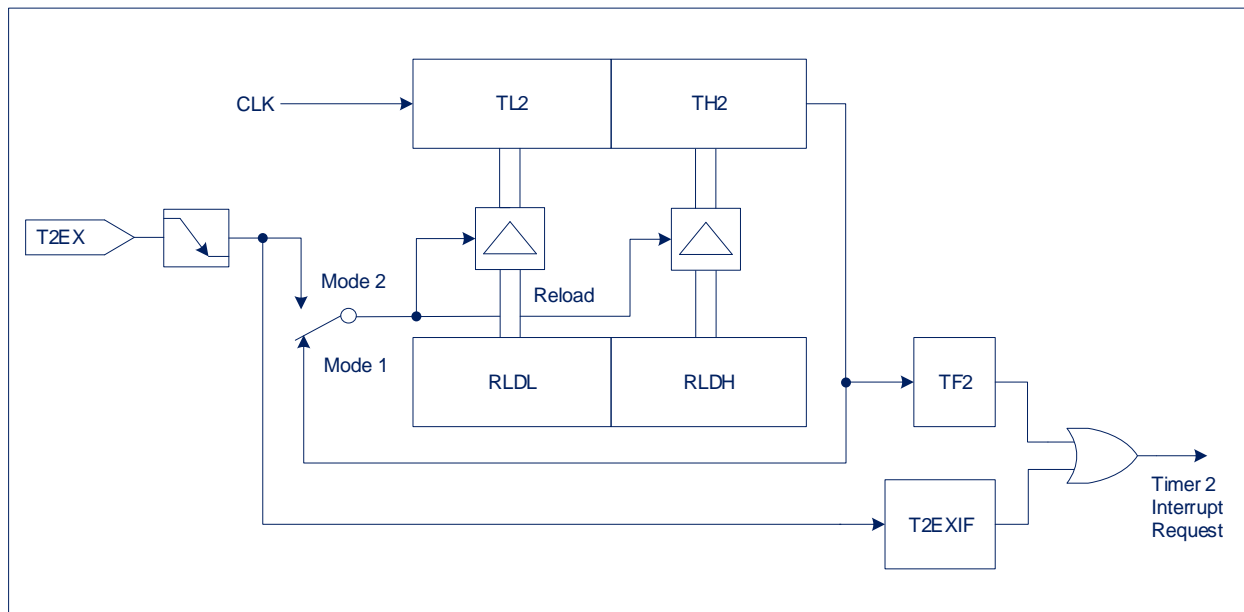 CLK
TL2
TH2
T2EX
Mode 2
Reload
Mode 1
RLDL
RLDH
TF2
T2EXIF
Timer 2
Interrupt
Request